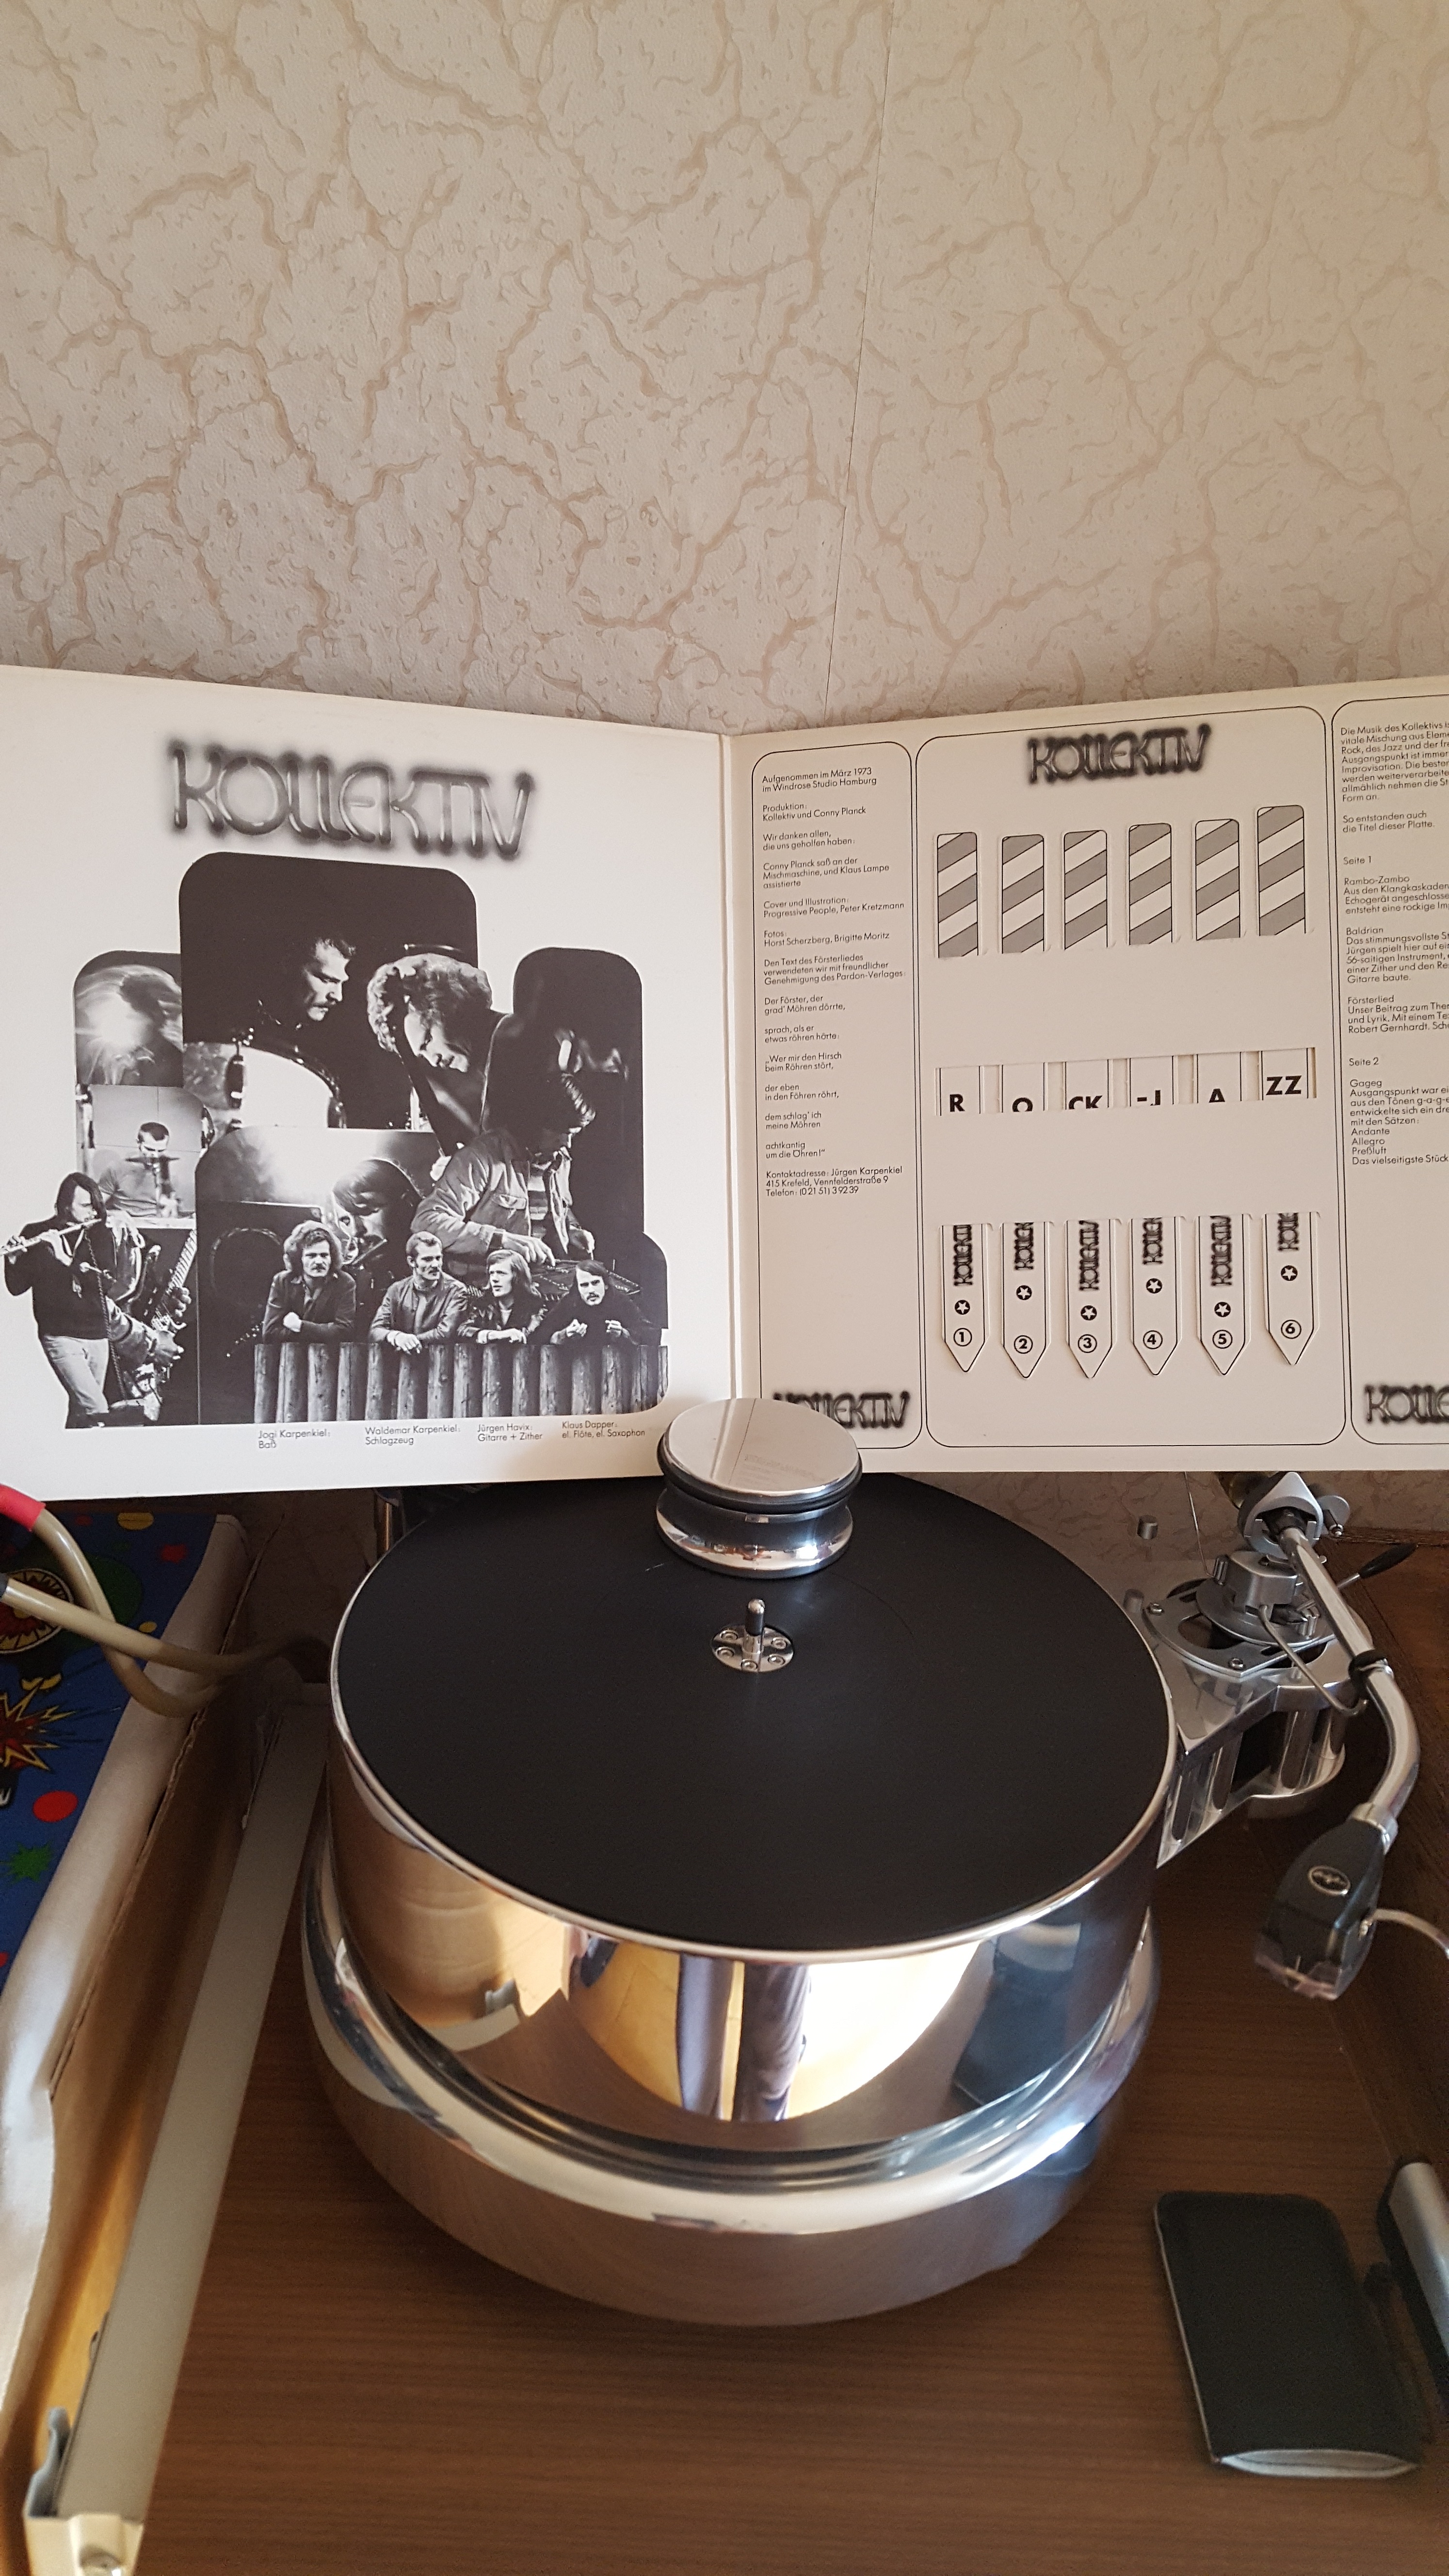 KOLLEKTIV
Jogi Karpenkiel:
Baß
Waldemar Karpenkiel:
Schlagzeug
Jürgen Havix:
Gitarre + Zither
Klaus Dapper:
el. Flöte, el. Saxophon
Aufgenommen im März 1973
im Windrose Studio Hamburg
Produktion:
Kollektiv und Conny Planck
Wir danken allen,
die uns geholfen haben:
Conny Planck saß an der
Mischmaschine, und Klaus Lampe
assistierte
Cover und Illustration:
Progressive People, Peter Kretzmann
Fotos:
Horst Scherzberg, Brigitte Moritz
Den Text des Försterliedes
verwendeten wir mit freundlicher
Genehmigung des Pardon-Verlages:
Der Förster, der
grad' Möhren dörrte,
sprach, als er
etwas röhren hörte:
„Wer mir den Hirsch
beim Röhren stört,
der eben
in den Föhren röhrt,
dem schlag' ich
meine Möhren
achtkantig
um die Ohren!"
Kontaktadresse: Jürgen Karpenkiel
415 Krefeld, Vennfelderstraße 9
Telefon: (02151) 39239
KOLLEKTIV
KOLLEKTIV
R O CK -J A ZZ
KOLLEKTIV KOLLEKTIV KOLLEKTIV KOLLEKTIV KOLLEKTIV KOLLEKTIV
1 2 3 4 5 6
Die Musik des Kollektivs
vitale Mischung aus
Rock, des Jazz und der
Ausgangspunkt ist immer
Improvisation. Die
werden
allmählich nehmen die
Form an.
So entstanden auch
die Titel dieser Platte.
Seite 1
Rambo-Zambo
Aus den Klangkaskaden
Echogerät
entsteht eine rockige
Baldrian
Das stimmungsvollste
Jürgen spielt hier auf
56-saitigen Instrument,
einer Zither und den
Gitarre baute.
Försterlied
Unser Beitrag zum
und Lyrik. Mit einem
Robert Gernhardt.
Seite 2
Gageg
Ausgangspunkt war
aus den Tönen
entwickelte sich ein
mit den Sätzen:
Andante
Allegro
Preßluft
Das vielseitigste Stück
KOLLE